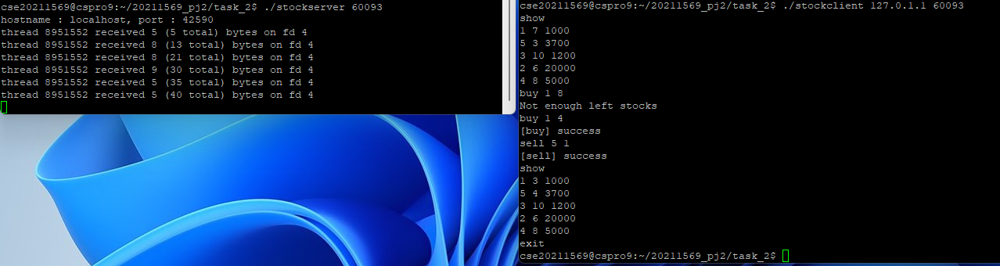 cse20211569@cspro9:~/20211569_pj2/task_2$ ./stockserver 60093
hostname : localhost, port : 42590
thread 8951552 received 5 (5 total) bytes on fd 4
thread 8951552 received 8 (13 total) bytes on fd 4
thread 8951552 received 8 (21 total) bytes on fd 4
thread 8951552 received 9 (30 total) bytes on fd 4
thread 8951552 received 5 (35 total) bytes on fd 4
thread 8951552 received 5 (40 total) bytes on fd 4
cse20211569@cspro9:~/20211569_pj2/task_2$ ./stockclient 127.0.1.1 60093
show
1 7 1000
5 3 3700
3 10 1200
2 6 20000
4 8 5000
buy 1 8
Not enough left stocks
buy 1 4
[buy] success
sell 5 1
[sell] success
show
1 3 1000
5 4 3700
3 10 1200
2 6 20000
4 8 5000
exit
cse20211569@cspro9:~/20211569_pj2/task_2$